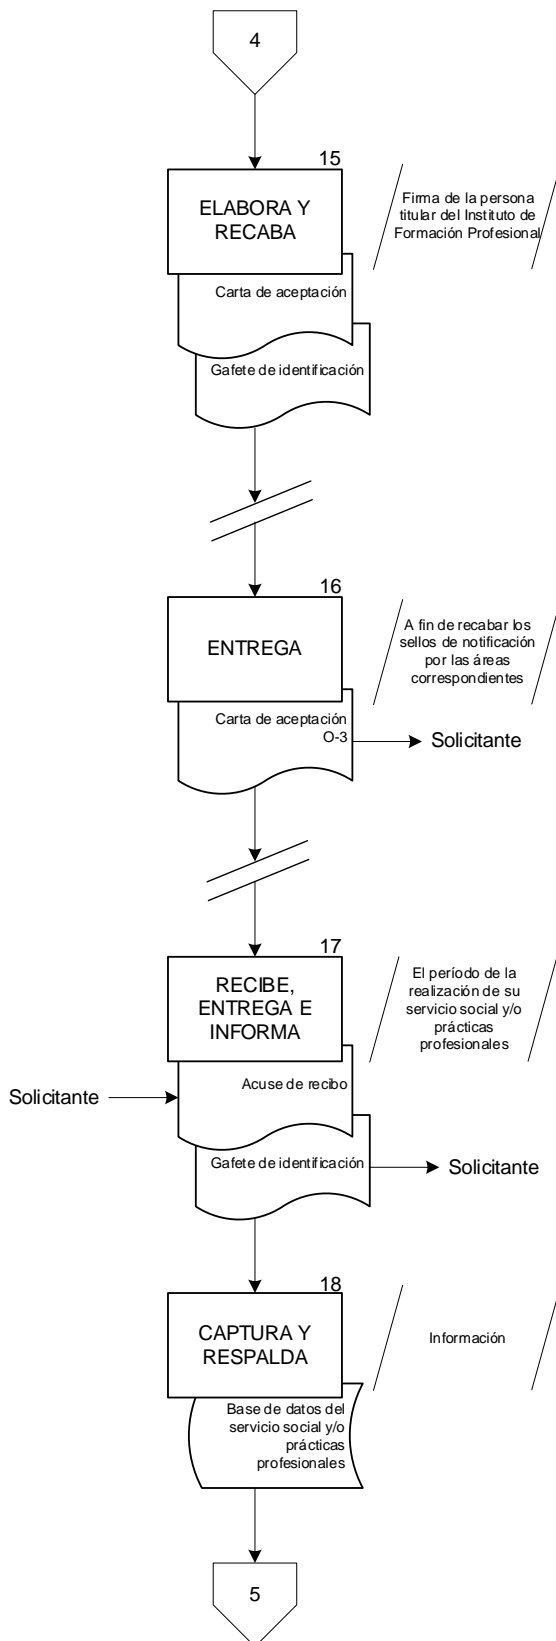 4
15
ELABORA Y
RECABA
Firma de la persona
titular del Instituto de
Formación Profesional
Carta de aceptación
Gafete de identificación
16
ENTREGA
A fin de recabar los
sellos de notificación
por las áreas
correspondientes
Carta de aceptación
O-3
Solicitante
17
RECIBE,
ENTREGA E
INFORMA
El período de la
realización de su
servicio social y/o
prácticas
profesionales
Solicitante
Acuse de recibo
Gafete de identificación
Solicitante
18
CAPTURA Y
RESPALDA
Información
Base de datos del
servicio social y/o
prácticas
profesionales
5